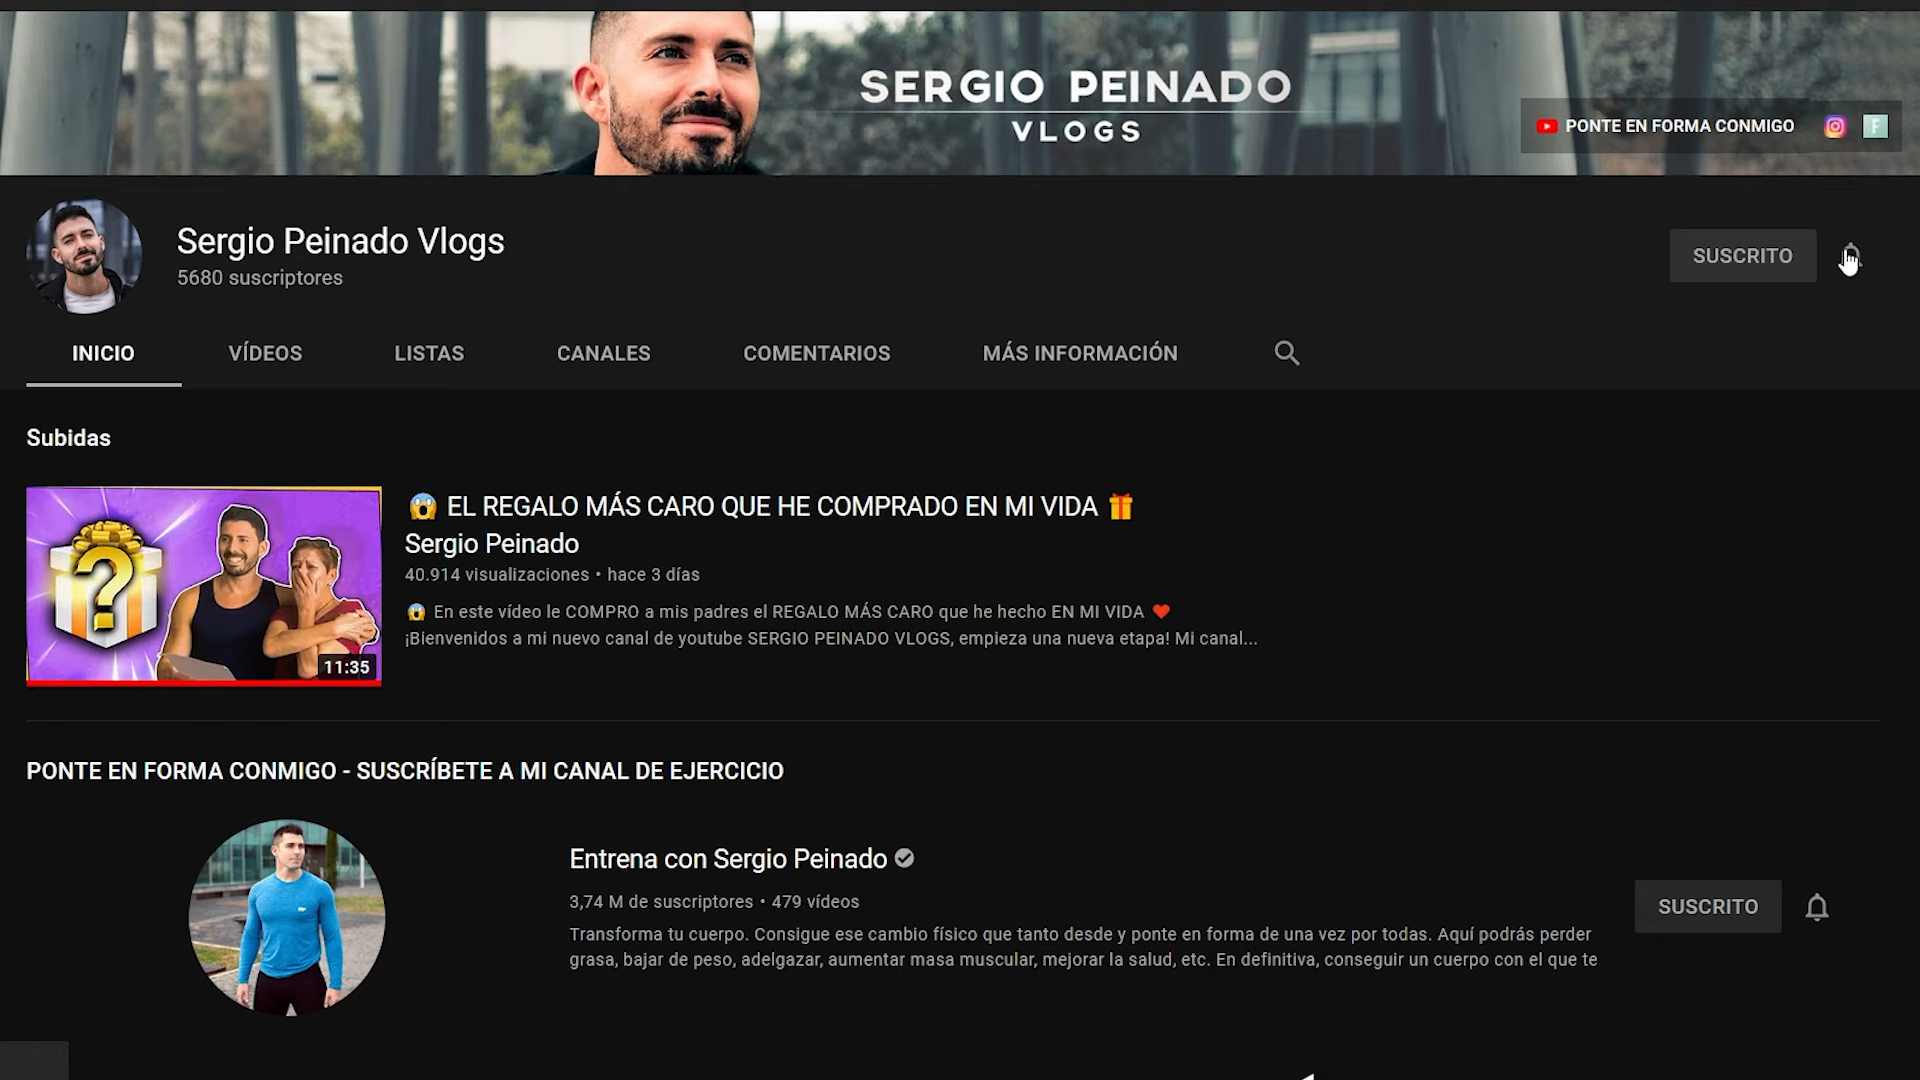 SERGIO PEINADO
VLOGS
PONTE EN FORMA CONMIGO
F
Sergio Peinado Vlogs
5680 suscriptores
SUSCRITO
INICIO VÍDEOS LISTAS CANALES COMENTARIOS MÁS INFORMACIÓN
Subidas
?
11:35
😱 EL REGALO MÁS CARO QUE HE COMPRADO EN MI VIDA 🎁
Sergio Peinado
40.914 visualizaciones • hace 3 días
😱 En este vídeo le COMPRO a mis padres el REGALO MÁS CARO que he hecho EN MI VIDA ❤️
¡Bienvenidos a mi nuevo canal de youtube SERGIO PEINADO VLOGS, empieza una nueva etapa! Mi canal...
PONTE EN FORMA CONMIGO - SUSCRÍBETE A MI CANAL DE EJERCICIO
Entrena con Sergio Peinado
3,74 M de suscriptores • 479 vídeos
Transforma tu cuerpo. Consigue ese cambio físico que tanto desde y ponte en forma de una vez por todas. Aquí podrás perder
grasa, bajar de peso, adelgazar, aumentar masa muscular, mejorar la salud, etc. En definitiva, conseguir un cuerpo con el que te
SUSCRITO